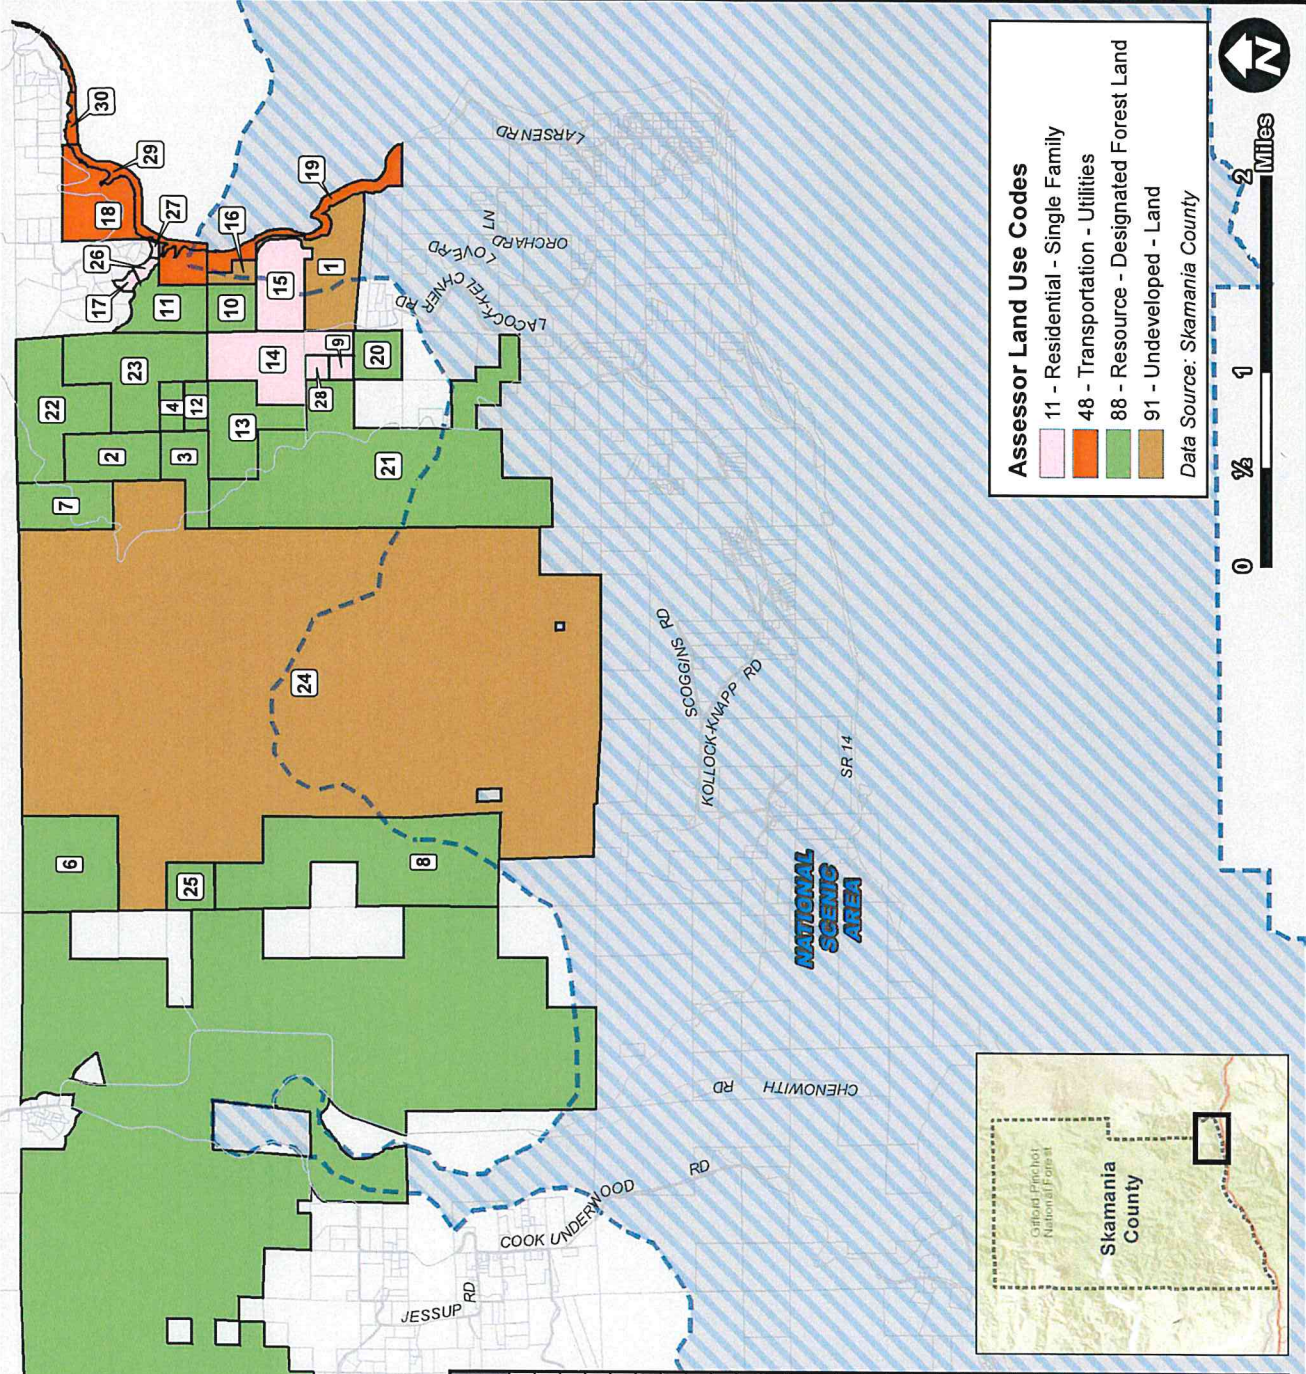 30
29
18
27
26
17
16
19
11
10
15
1
23
22
14
9
20
28
4
12
13
2
3
21
7
24
6
25
8
LARSEN RD
ORCHARD LN
LOVE RD
LACOCK-KELCHNER RD
SCOGGINS RD
KOLLOCK-KNAPP RD
SR 14
CHENOWITH RD
COOK UNDERWOOD RD
JESSUP RD
NATIONAL
SCENIC
AREA
Assessor Land Use Codes
11 - Residential - Single Family
48 - Transportation - Utilities
88 - Resource - Designated Forest Land
91 - Undeveloped - Land
Data Source: Skamania County
N
0 ½ 1 2
Miles
Gifford Pinchot
National Forest
Skamania
County